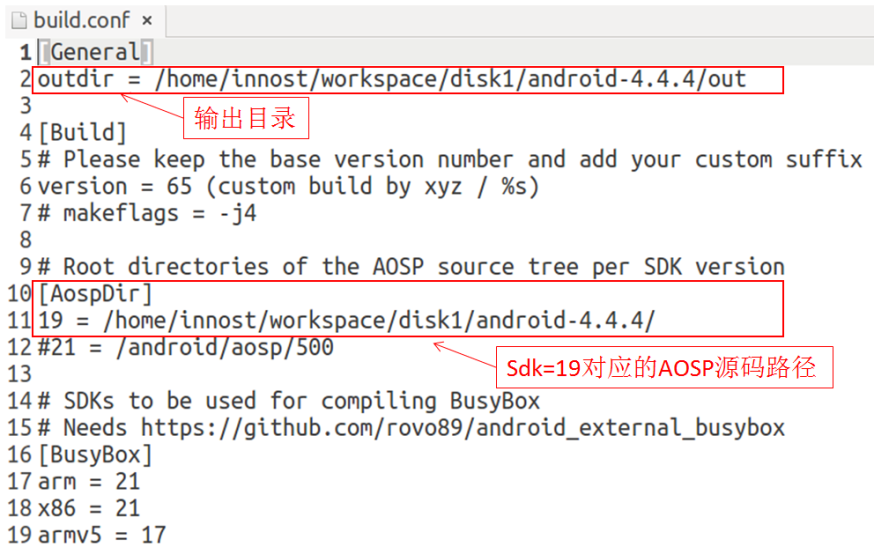 build.conf ×
1 [General]
2 outdir = /home/innost/workspace/disk1/android-4.4.4/out
3
输出目录
4 [Build]
5 # Please keep the base version number and add your custom suffix
6 version = 65 (custom build by xyz / %s)
7 # makeflags = -j4
8
9 # Root directories of the AOSP source tree per SDK version
10 [AospDir]
11 19 = /home/innost/workspace/disk1/android-4.4.4/
12 #21 = /android/aosp/500
Sdk=19对应的AOSP源码路径
13
14 # SDKs to be used for compiling BusyBox
15 # Needs https://github.com/rovo89/android_external_busybox
16 [BusyBox]
17 arm = 21
18 x86 = 21
19 armv5 = 17